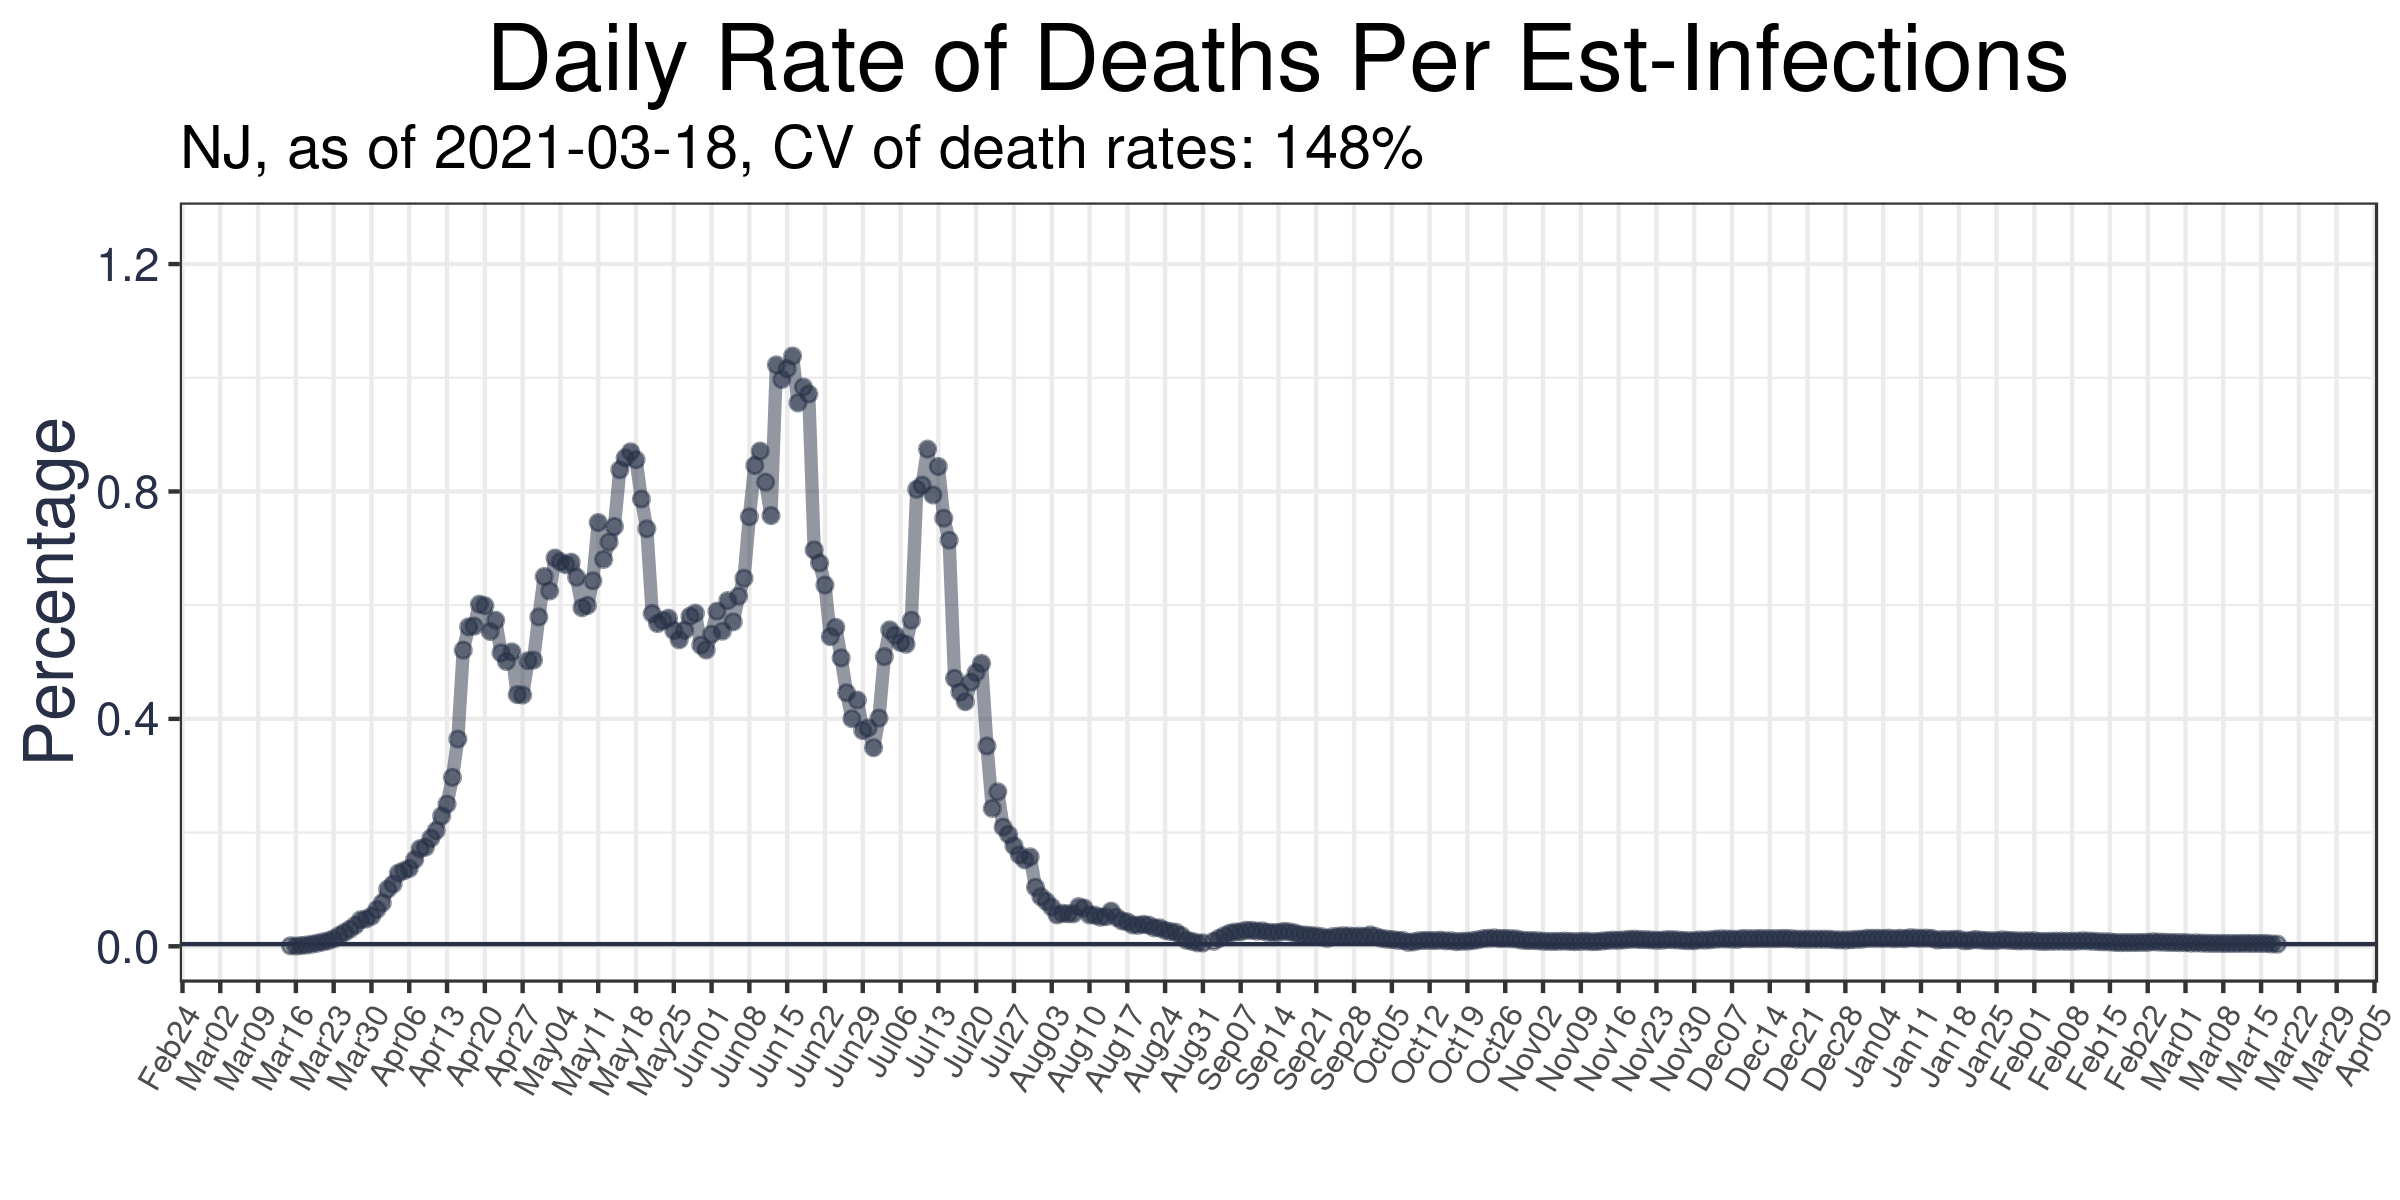 Daily Rate of Deaths Per Est-Infections
NJ, as of 2021-03-18, CV of death rates: 148%
Percentage
1.2
0.8
0.4
0.0
Feb24
Mar02
Mar09
Mar16
Mar23
Mar30
Apr06
Apr13
Apr20
Apr27
May04
May11
May18
May25
Jun01
Jun08
Jun15
Jun22
Jun29
Jul06
Jul13
Jul20
Jul27
Aug03
Aug10
Aug17
Aug24
Aug31
Sep07
Sep14
Sep21
Sep28
Oct05
Oct12
Oct19
Oct26
Nov02
Nov09
Nov16
Nov23
Nov30
Dec07
Dec14
Dec21
Dec28
Jan04
Jan11
Jan18
Jan25
Feb01
Feb08
Feb15
Feb22
Mar01
Mar08
Mar15
Mar22
Mar29
Apr05